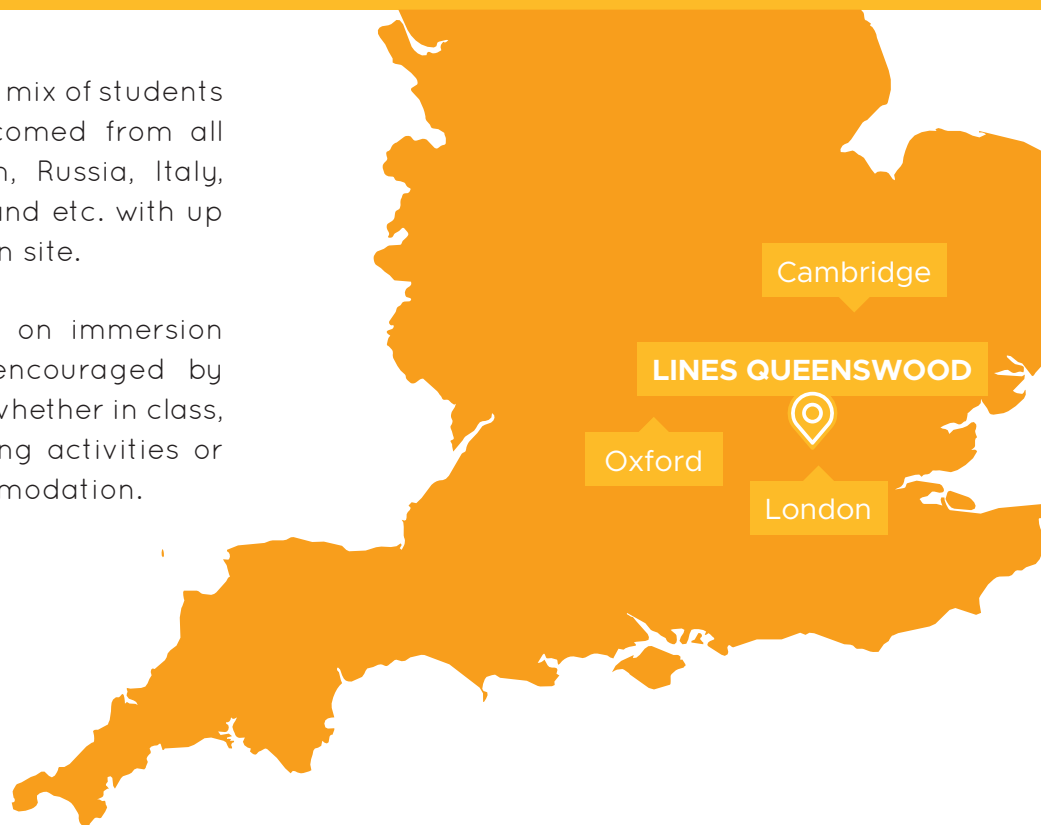 mix of students
comed from all
n, Russia, Italy,
and etc. with up
n site.
on immersion
encouraged by
whether in class,
ng activities or
modation.
Cambridge
LINES QUEENSWOOD
Oxford
London